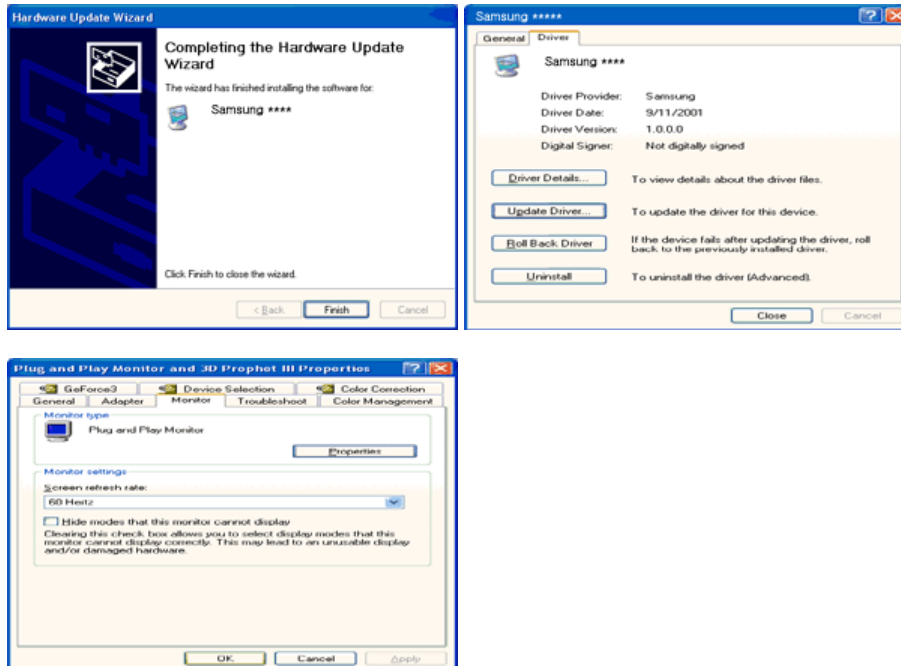 Hardware Update Wizard
Completing the Hardware Update
Wizard
The wizard has finished installing the software for:
Samsung ****
Click Finish to close the wizard.
< Back
Finish
Cancel
Samsung *****
General
Driver
Samsung ****
Driver Provider: Samsung
Driver Date: 9/11/2001
Driver Version: 1.0.0.0
Digital Signer: Not digitally signed
Driver Details... To view details about the driver files.
Update Driver... To update the driver for this device.
Roll Back Driver If the device fails after updating the driver, roll
back to the previously installed driver.
Uninstall To uninstall the driver (Advanced).
Close
Cancel
Plug and Play Monitor and 3D Prophet III Properties
GeForce3 Device Selection Color Correction
General Adapter Monitor Troubleshoot Color Management
Monitor type
Plug and Play Monitor
Properties
Monitor settings
Screen refresh rate:
60 Hertz
Hide modes that this monitor cannot display
Clearing this check box allows you to select display modes that this
monitor cannot display correctly. This may lead to an unusable display
and/or damaged hardware.
OK
Cancel
Apply